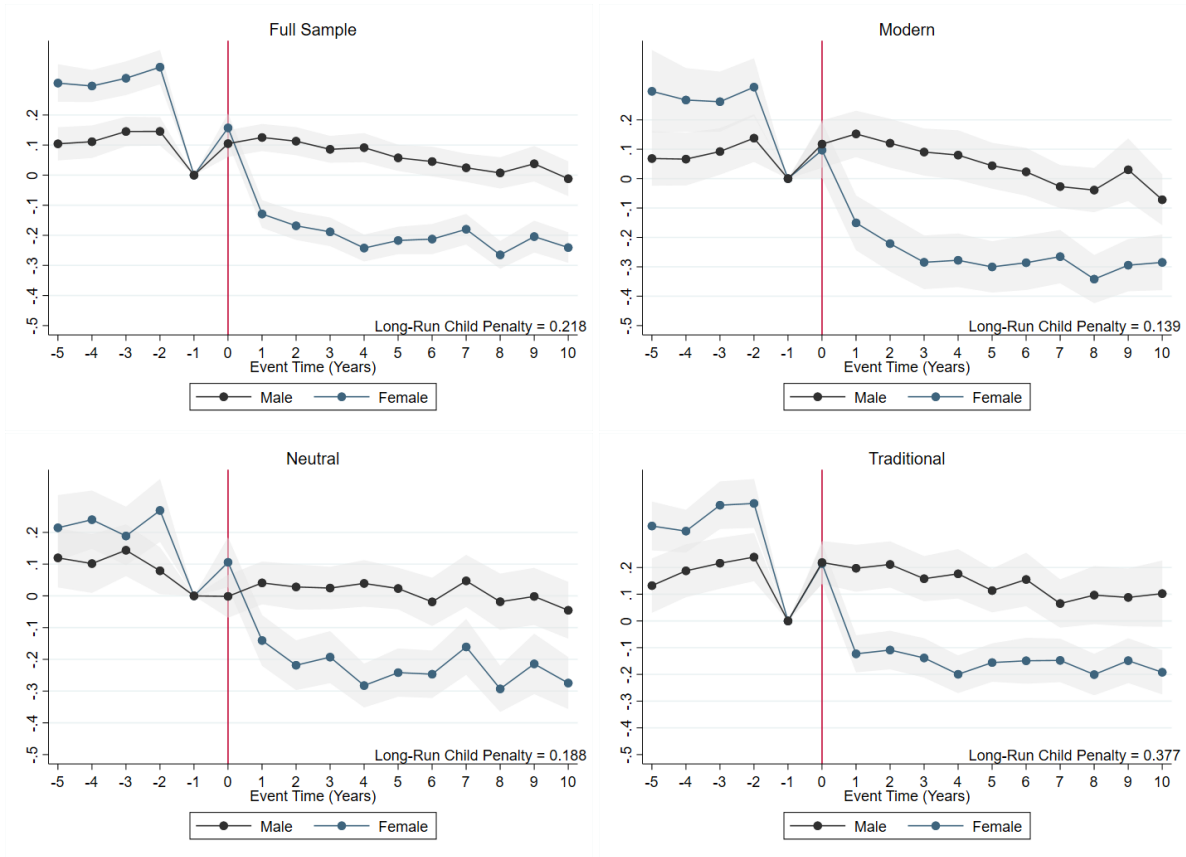 Full Sample
.2
.1
0
-.1
-.2
-.3
-.4
-.5
Long-Run Child Penalty = 0.218
-5 -4 -3 -2 -1 0 1 2 3 4 5 6 7 8 9 10
Event Time (Years)
Male Female
Modern
.2
.1
0
-.1
-.2
-.3
-.4
-.5
Long-Run Child Penalty = 0.139
-5 -4 -3 -2 -1 0 1 2 3 4 5 6 7 8 9 10
Event Time (Years)
Male Female
Neutral
.2
.1
0
-.1
-.2
-.3
-.4
-.5
Long-Run Child Penalty = 0.188
-5 -4 -3 -2 -1 0 1 2 3 4 5 6 7 8 9 10
Event Time (Years)
Male Female
Traditional
.2
.1
0
-.1
-.2
-.3
-.4
-.5
Long-Run Child Penalty = 0.377
-5 -4 -3 -2 -1 0 1 2 3 4 5 6 7 8 9 10
Event Time (Years)
Male Female